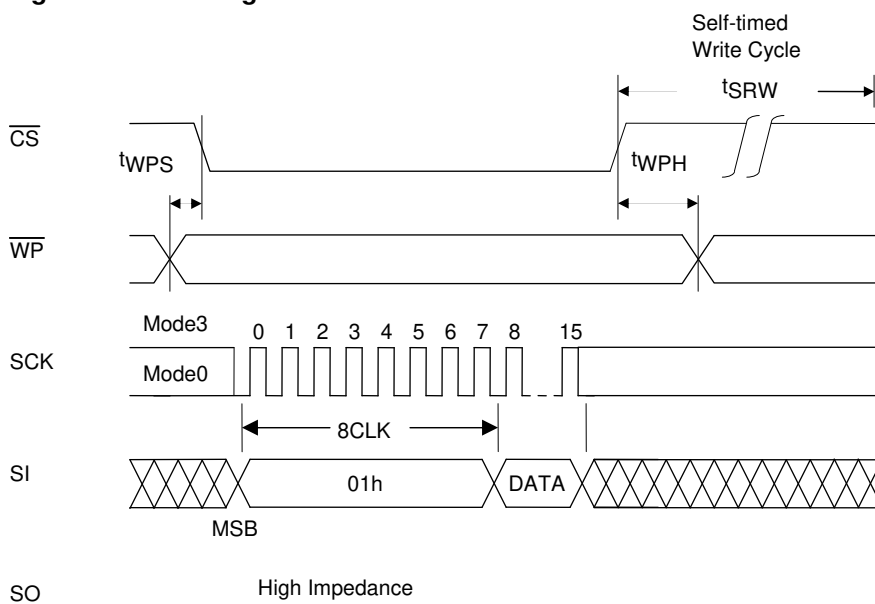 Self-timed
Write Cycle
tSRW
CS
tWPS
tWPH
WP
Mode3
0 1 2 3 4 5 6 7 8 15
SCK
Mode0
8CLK
SI
01h
DATA
MSB
High Impedance
SO